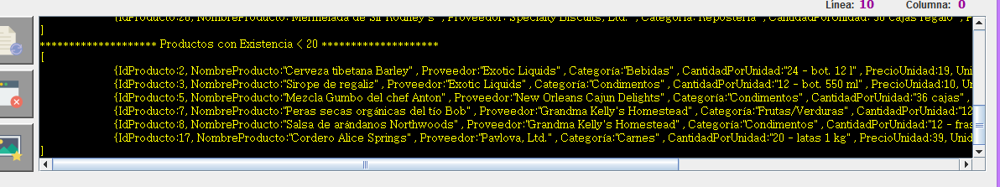 Línea: 10 Columna: 0
{IdProducto:20, NombreProducto:"Mermelada de Sir Rodney's" , Proveedor:"Specialty Biscuits, Ltd." , Categoría:"Repostería" , CantidadPorUnidad:"30 cajas regalo" ,
]
******************** Productos con Existencia < 20 ********************
[
{IdProducto:2, NombreProducto:"Cerveza tibetana Barley" , Proveedor:"Exotic Liquids" , Categoría:"Bebidas" , CantidadPorUnidad:"24 - bot. 12 l" , PrecioUnidad:19, Uni
{IdProducto:3, NombreProducto:"Sirope de regaliz" , Proveedor:"Exotic Liquids" , Categoría:"Condimentos" , CantidadPorUnidad:"12 - bot. 550 ml" , PrecioUnidad:10, Un
{IdProducto:5, NombreProducto:"Mezcla Gumbo del chef Anton" , Proveedor:"New Orleans Cajun Delights" , Categoría:"Condimentos" , CantidadPorUnidad:"36 cajas" ,
{IdProducto:7, NombreProducto:"Peras secas orgánicas del tío Bob" , Proveedor:"Grandma Kelly's Homestead" , Categoría:"Frutas/Verduras" , CantidadPorUnidad:"12
{IdProducto:8, NombreProducto:"Salsa de arándanos Northwoods" , Proveedor:"Grandma Kelly's Homestead" , Categoría:"Condimentos" , CantidadPorUnidad:"12 - fras
{IdProducto:17, NombreProducto:"Cordero Alice Springs" , Proveedor:"Pavlova, Ltd." , Categoría:"Carnes" , CantidadPorUnidad:"20 - latas 1 kg" , PrecioUnidad:39, Unid
]